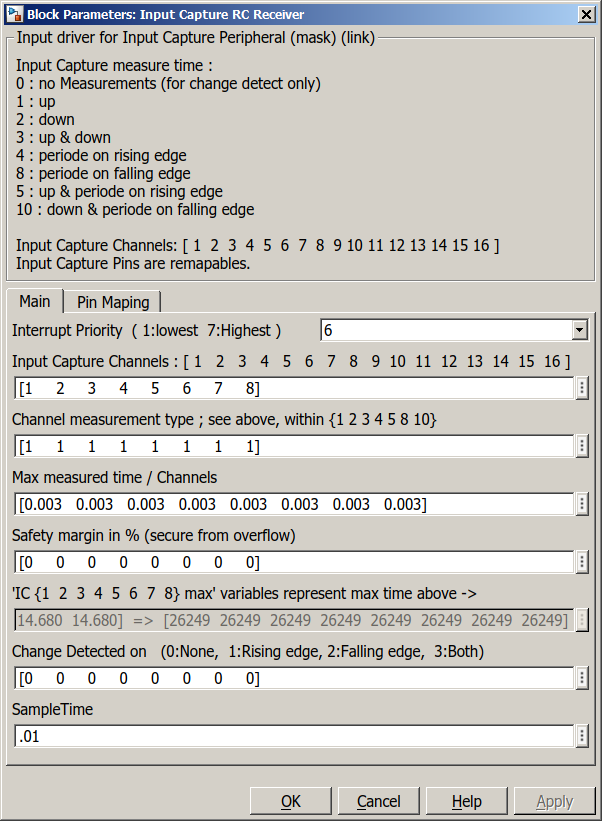 Block Parameters: Input Capture RC Receiver
Input driver for Input Capture Peripheral (mask) (link)
Input Capture measure time :
0 : no Measurements (for change detect only)
1 : up
2 : down
3 : up & down
4 : periode on rising edge
8 : periode on falling edge
5 : up & periode on rising edge
10 : down & periode on falling edge
Input Capture Channels: [ 1 2 3 4 5 6 7 8 9 10 11 12 13 14 15 16 ]
Input Capture Pins are remapables.
Main Pin Maping
Interrupt Priority ( 1:lowest 7:Highest ) 6
Input Capture Channels : [ 1 2 3 4 5 6 7 8 9 10 11 12 13 14 15 16 ]
[1 2 3 4 5 6 7 8]
Channel measurement type ; see above, within {1 2 3 4 5 8 10}
[1 1 1 1 1 1 1 1]
Max measured time / Channels
[0.003 0.003 0.003 0.003 0.003 0.003 0.003 0.003]
Safety margin in % (secure from overflow)
[0 0 0 0 0 0 0 0]
'IC {1 2 3 4 5 6 7 8} max' variables represent max time above ->
14.680 14.680] => [26249 26249 26249 26249 26249 26249 26249 26249]
Change Detected on (0:None, 1:Rising edge, 2:Falling edge, 3:Both)
[0 0 0 0 0 0 0 0]
SampleTime
.01
OK Cancel Help Apply